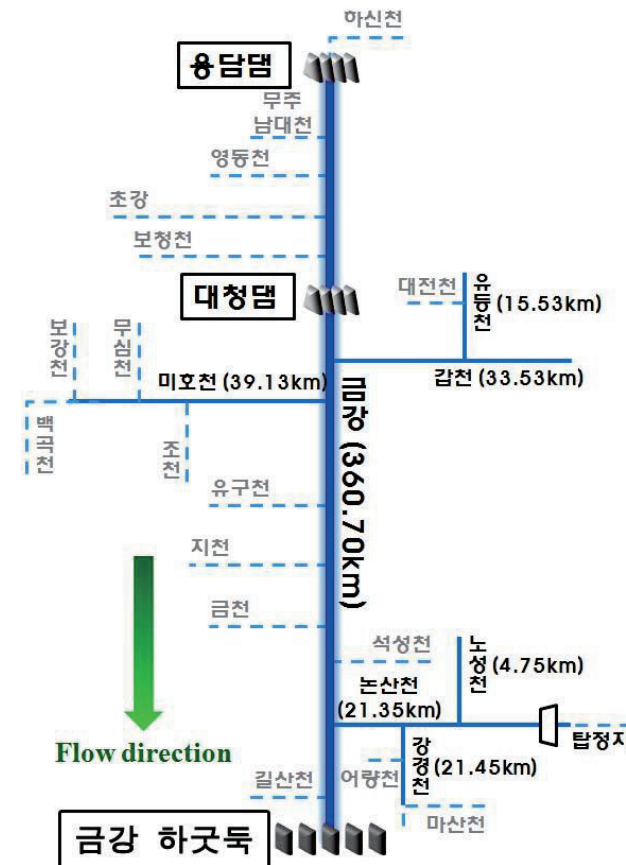 하신천
용담댐
무주
남대천
영동천
초강
보청천
대청댐
대전천
유등천
(15.53km)
갑천 (33.53km)
보강천
무심천
미호천 (39.13km)
백곡천
조천
금강 (360.70km)
유구천
지천
금천
석성천
노성천
(4.75km)
논산천
(21.35km)
탑정지
Flow direction
강경천
(21.45km)
어량천
길산천
마산천
금강 하굿둑